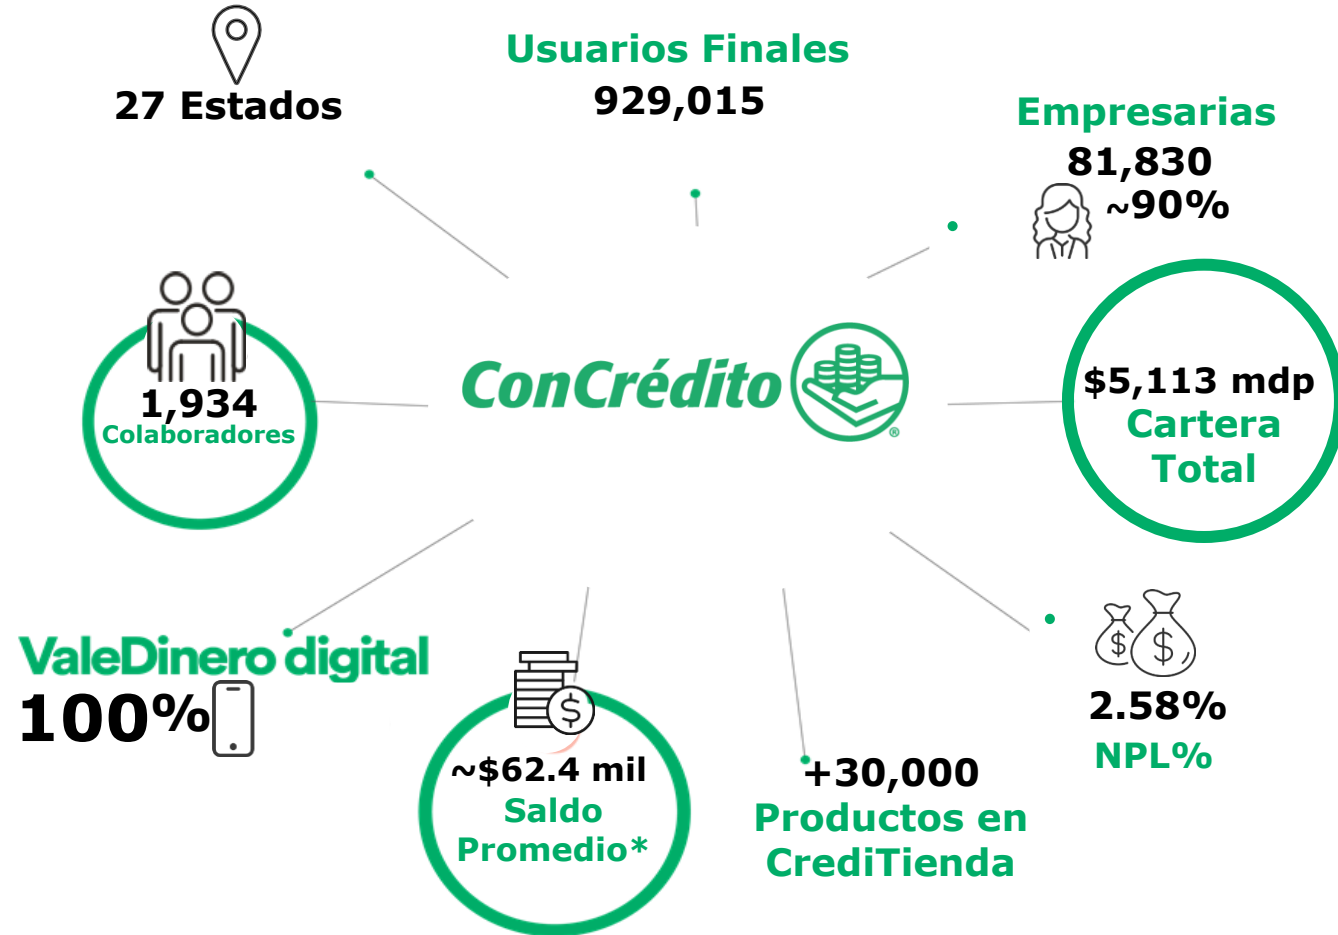 27 Estados
Usuarios Finales
929,015
Empresarias
81,830
~90%
1,934
Colaboradores
ConCrédito
®
$5,113 mdp
Cartera
Total
ValeDinero digital
100%
$
~$62.4 mil
Saldo
Promedio*
+30,000
Productos en
CrediTienda
$ $
2.58%
NPL%